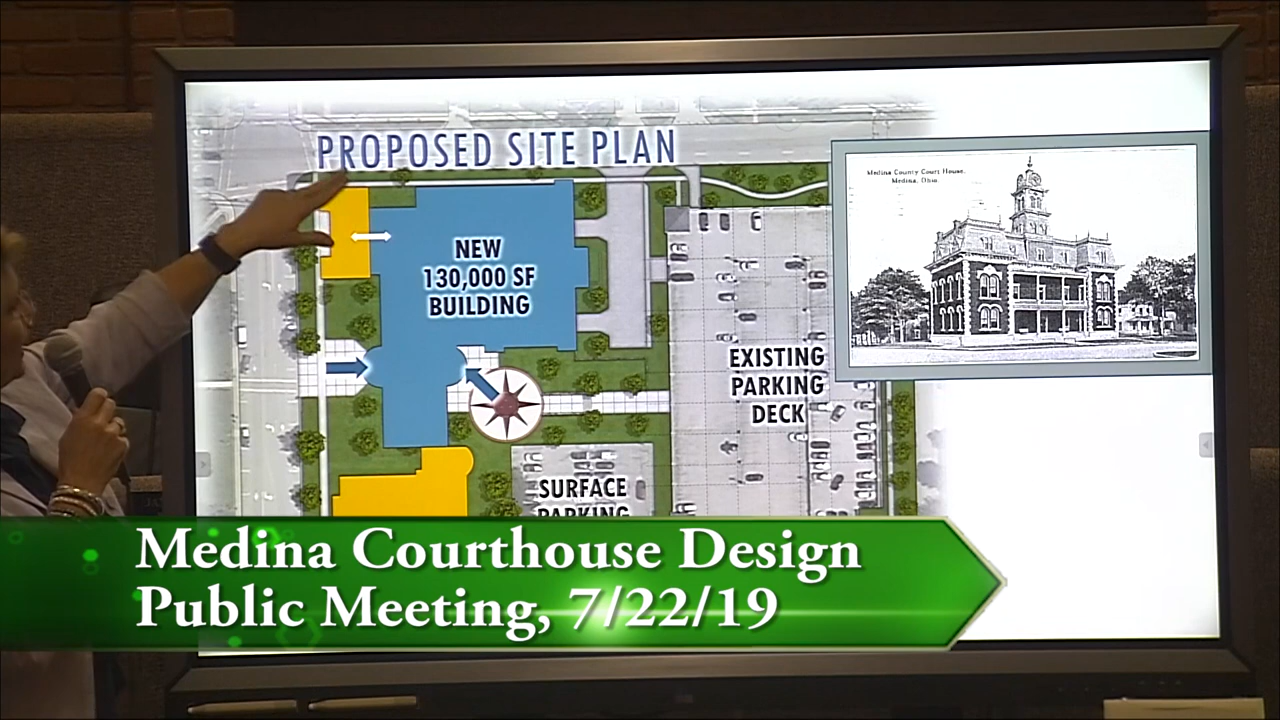 PROPOSED SITE PLAN
Medina County Court House,
Medina, Ohio
NEW
130,000 SF
BUILDING
EXISTING
PARKING
DECK
SURFACE
PARKING
Medina Courthouse Design
Public Meeting, 7/22/19